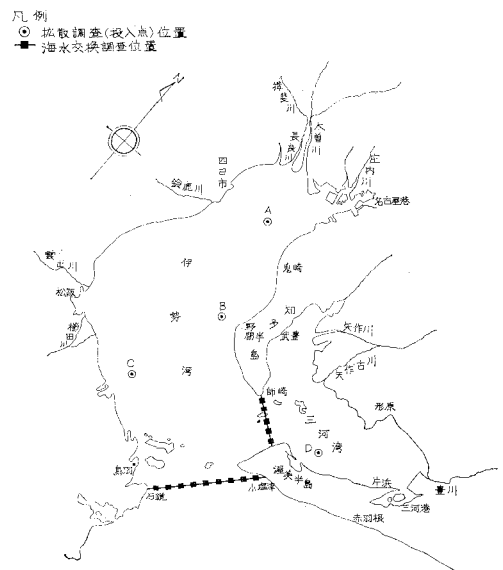 凡例
拡散調査(投入点)位置
海水交換調査位置
N
揖斐川
長良川
木曽川
庄内川
名古屋港
四日市
鈴鹿川
A
鬼崎
雲出川
伊勢湾
松阪
櫛田川
B
知多半島
野間
武豊
矢作川
矢作古川
C
師崎
形原
三河湾
D
鳥羽
渥美半島
片浜
豊川
三河港
石鏡
小塩津
赤羽根